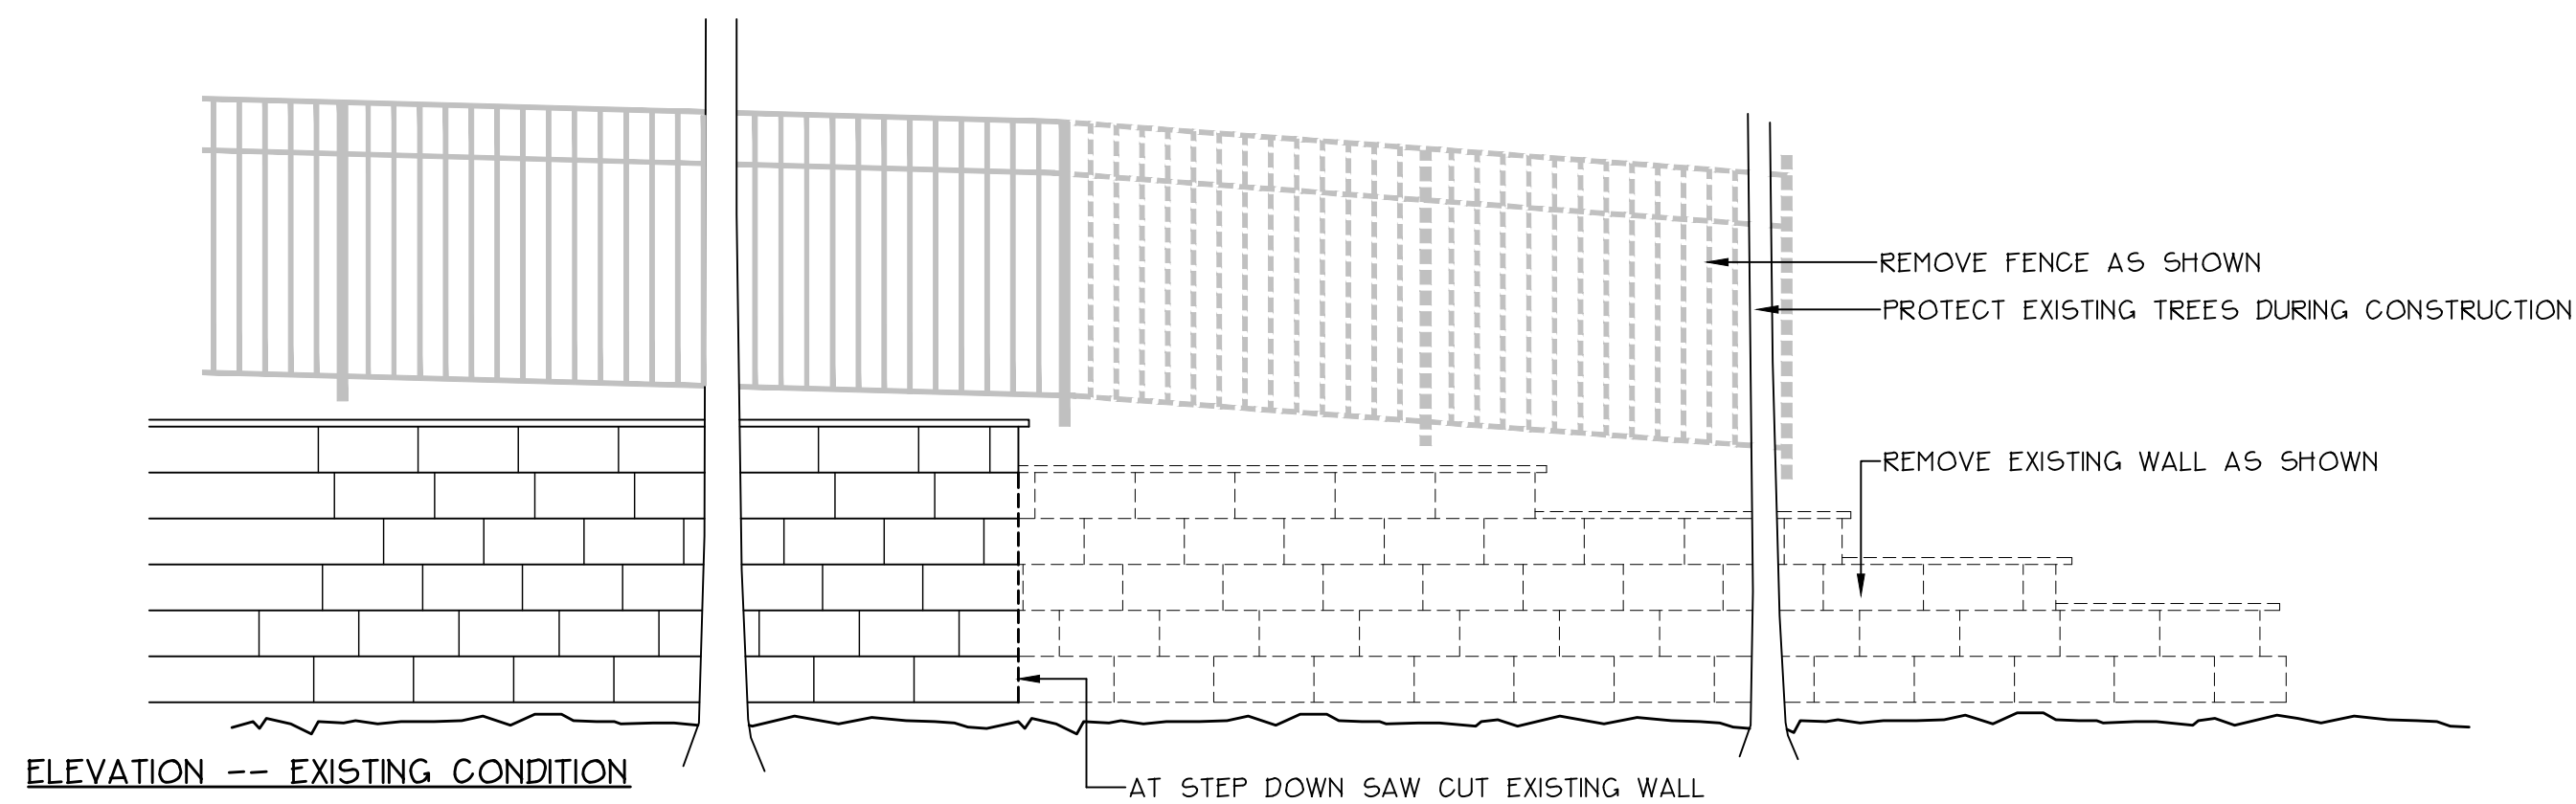 REMOVE FENCE AS SHOWN
PROTECT EXISTING TREES DURING CONSTRUCTION
REMOVE EXISTING WALL AS SHOWN
ELEVATION -- EXISTING CONDITION
AT STEP DOWN SAW CUT EXISTING WALL